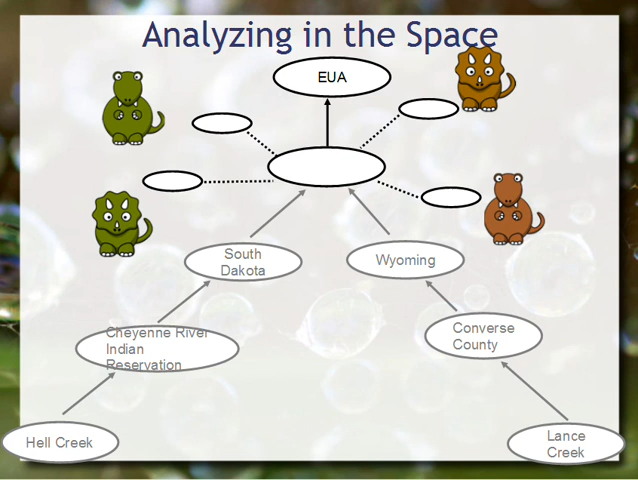 Analyzing in the Space
EUA
South
Dakota
Wyoming
Cheyenne River
Indian
Reservation
Converse
County
Hell Creek
Lance
Creek